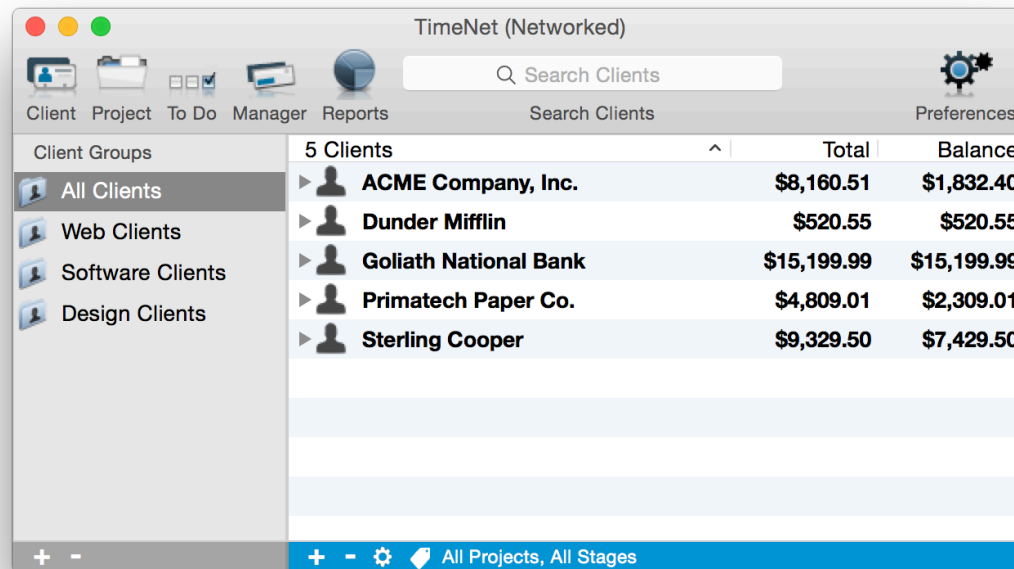 TimeNet (Networked)
Search Clients
Client Project To Do Manager Reports Search Clients Preferences
Client Groups
5 Clients Total Balance
All Clients
Web Clients
Software Clients
Design Clients
ACME Company, Inc. $8,160.51 $1,832.40
Dunder Mifflin $520.55 $520.55
Goliath National Bank $15,199.99 $15,199.99
Primatech Paper Co. $4,809.01 $2,309.01
Sterling Cooper $9,329.50 $7,429.50
All Projects, All Stages